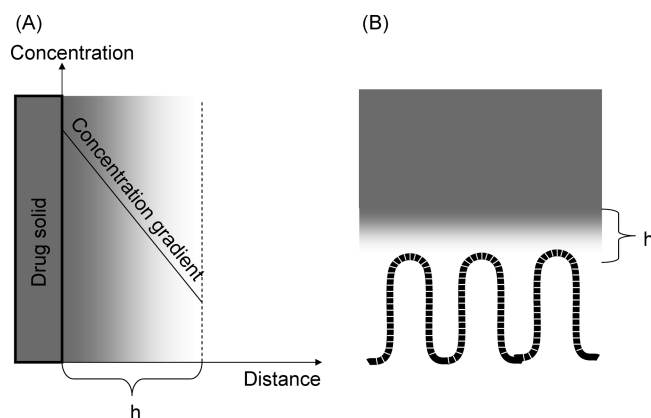 (A)
Concentration
Drug solid
Concentration gradient
Distance
h
(B)
h